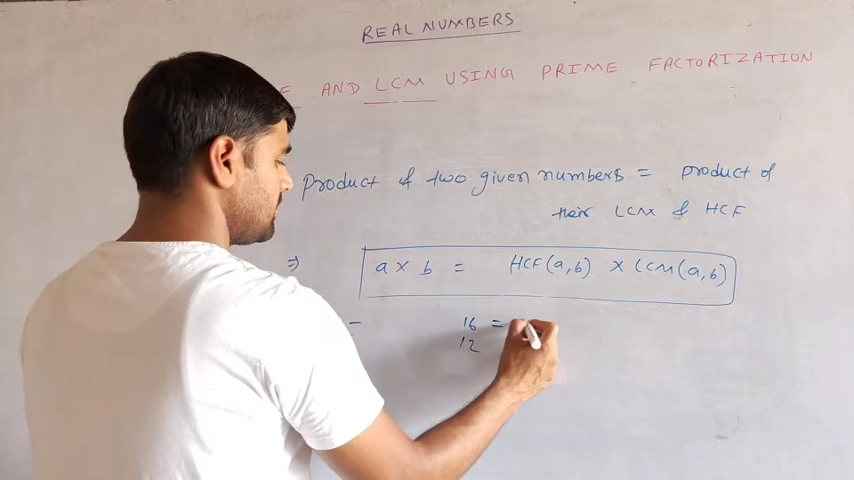 REAL NUMBERS
AND LCM USING PRIME FACTORIZATION
Product of two given numbers = product of
their LCM & HCF
⇒ a × b = HCF(a,b) × LCM(a,b)
- 16 =
12